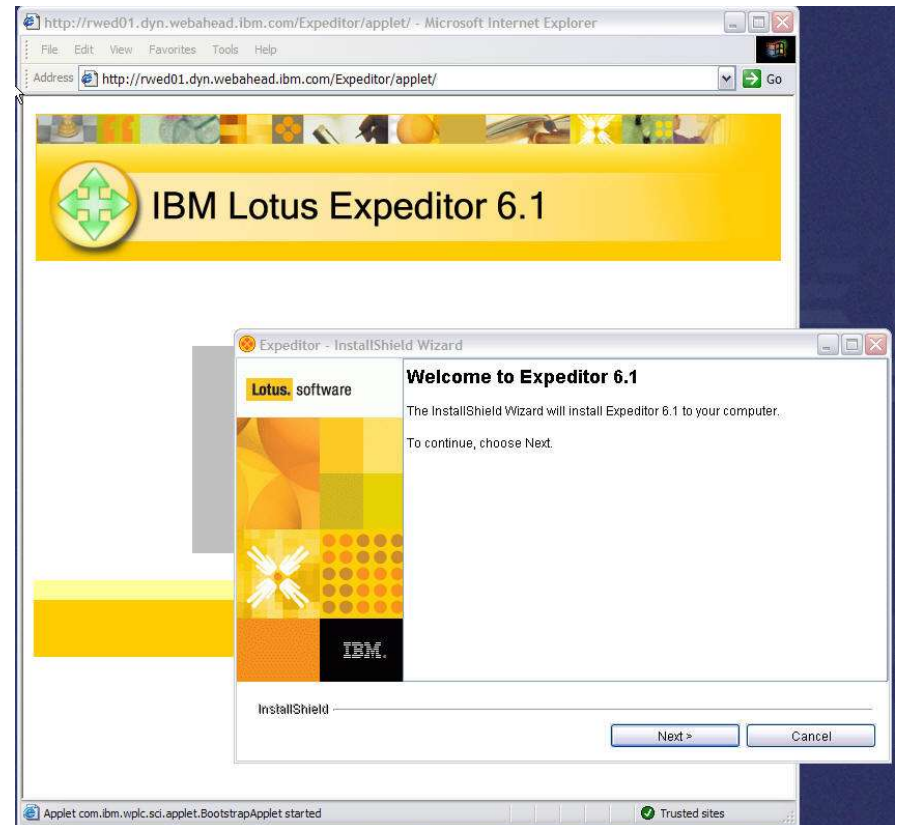 http://rwed01.dyn.webahead.ibm.com/Expeditor/applet/ - Microsoft Internet Explorer
File Edit View Favorites Tools Help
Address http://rwed01.dyn.webahead.ibm.com/Expeditor/applet/ Go
IBM Lotus Expeditor 6.1
Expeditor - InstallShield Wizard
Lotus. software
Welcome to Expeditor 6.1
The InstallShield Wizard will install Expeditor 6.1 to your computer.
To continue, choose Next.
IBM.
InstallShield
Next > Cancel
Applet com.ibm.wplc.sci.applet.BootstrapApplet started Trusted sites